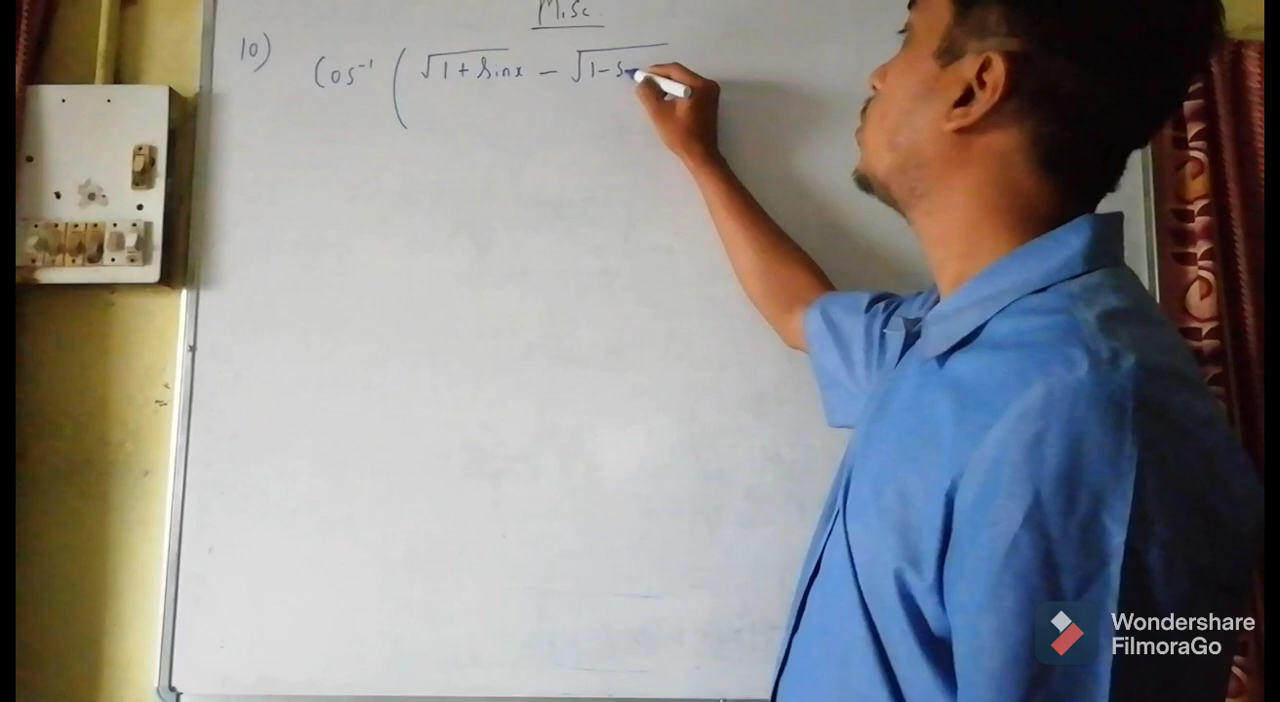 Misc.
10) Cos⁻¹ ( √1 + Sinx − √1 − S
Wondershare
FilmoraGo